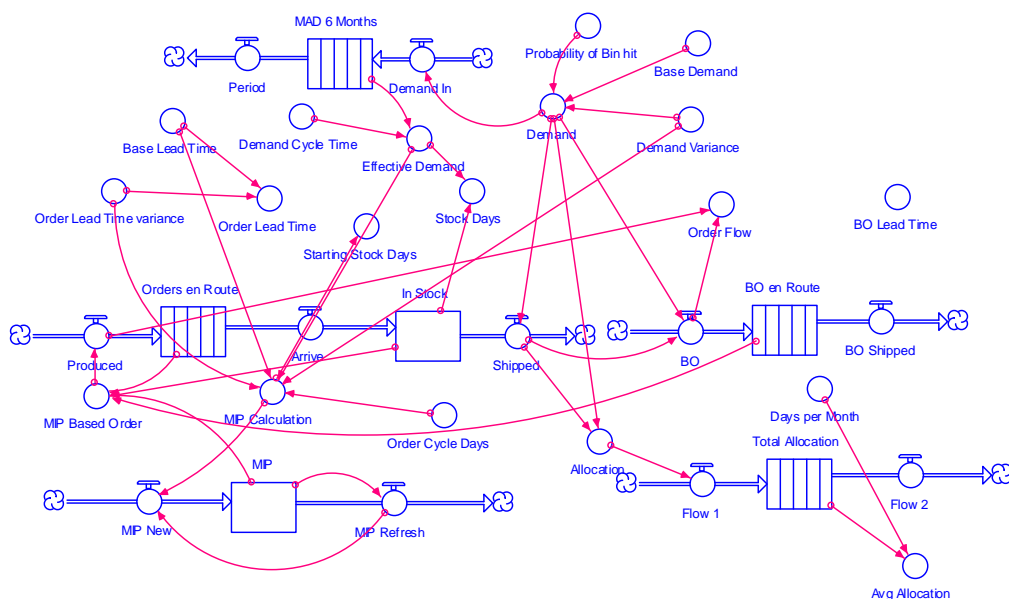 MAD 6 Months
Probability of Bin hit
Base Demand
Period
Demand In
Base Lead Time
Demand Cycle Time
Demand
Demand Variance
Effective Demand
Order Lead Time variance
Order Lead Time
Stock Days
Order Flow
BO Lead Time
Starting Stock Days
Orders en Route
In Stock
BO en Route
Produced
Arrive
Shipped
BO
BO Shipped
MIP Based Order
MIP Calculation
Order Cycle Days
Days per Month
Total Allocation
MIP
Allocation
MIP New
MIP Refresh
Flow 1
Flow 2
Avg Allocation